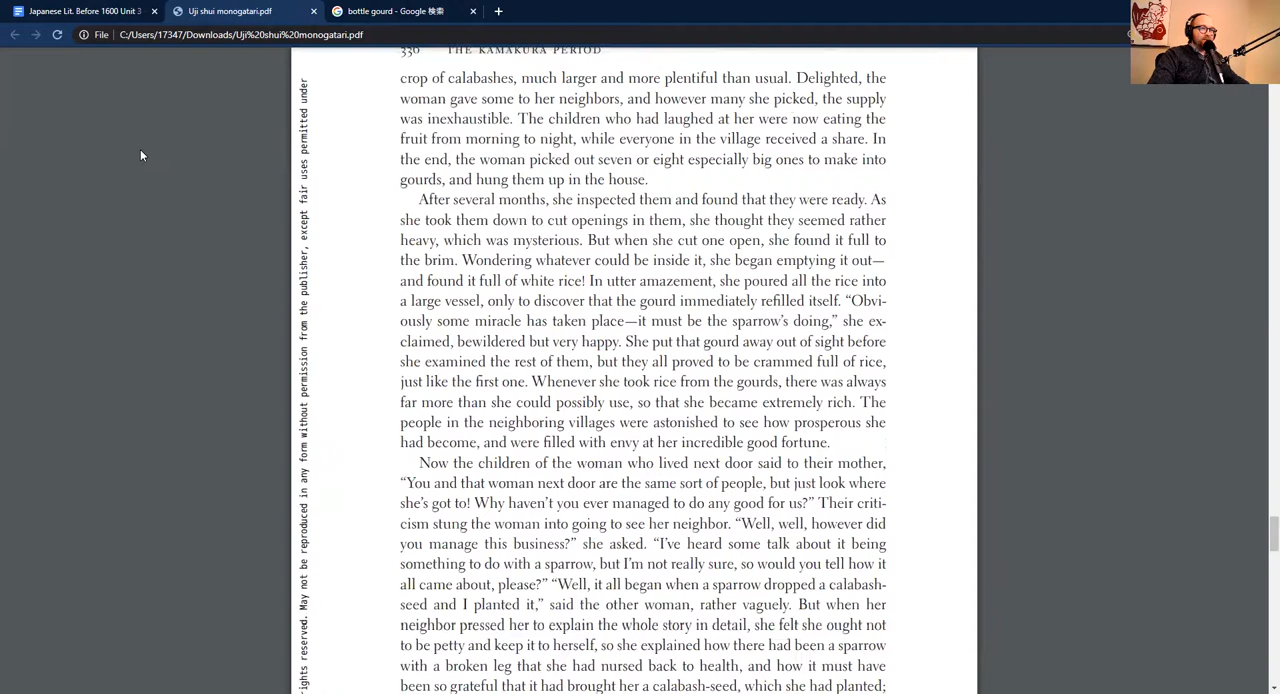 Japanese Lit. Before 1600 Unit 3
Uji shui monogatari.pdf
bottle gourd - Google 検索
File
C:/Users/17347/Downloads/Uji%20shui%20monogatari.pdf
336 THE KAMAKURA PERIOD
crop of calabashes, much larger and more plentiful than usual. Delighted, the
woman gave some to her neighbors, and however many she picked, the supply
was inexhaustible. The children who had laughed at her were now eating the
fruit from morning to night, while everyone in the village received a share. In
the end, the woman picked out seven or eight especially big ones to make into
gourds, and hung them up in the house.
After several months, she inspected them and found that they were ready. As
she took them down to cut openings in them, she thought they seemed rather
heavy, which was mysterious. But when she cut one open, she found it full to
the brim. Wondering whatever could be inside it, she began emptying it out—
and found it full of white rice! In utter amazement, she poured all the rice into
a large vessel, only to discover that the gourd immediately refilled itself. “Obvi-
ously some miracle has taken place—it must be the sparrow’s doing,” she ex-
claimed, bewildered but very happy. She put that gourd away out of sight before
she examined the rest of them, but they all proved to be crammed full of rice,
just like the first one. Whenever she took rice from the gourds, there was always
far more than she could possibly use, so that she became extremely rich. The
people in the neighboring villages were astonished to see how prosperous she
had become, and were filled with envy at her incredible good fortune.
Now the children of the woman who lived next door said to their mother,
“You and that woman next door are the same sort of people, but just look where
she’s got to! Why haven’t you ever managed to do any good for us?” Their criti-
cism stung the woman into going to see her neighbor. “Well, well, however did
you manage this business?” she asked. “I’ve heard some talk about it being
something to do with a sparrow, but I’m not really sure, so would you tell how it
all came about, please?” “Well, it all began when a sparrow dropped a calabash-
seed and I planted it,” said the other woman, rather vaguely. But when her
neighbor pressed her to explain the whole story in detail, she felt she ought not
to be petty and keep it to herself, so she explained how there had been a sparrow
with a broken leg that she had nursed back to health, and how it must have
been so grateful that it had brought her a calabash-seed, which she had planted;
rights reserved. May not be reproduced in any form without permission from the publisher, except fair uses permitted under